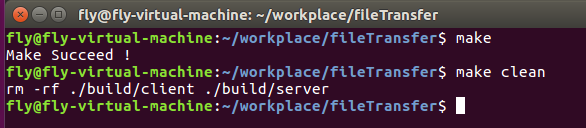 fly@fly-virtual-machine: ~/workplace/fileTransfer
fly@fly-virtual-machine:~/workplace/fileTransfer$ make
Make Succeed !
fly@fly-virtual-machine:~/workplace/fileTransfer$ make clean
rm -rf ./build/client ./build/server
fly@fly-virtual-machine:~/workplace/fileTransfer$